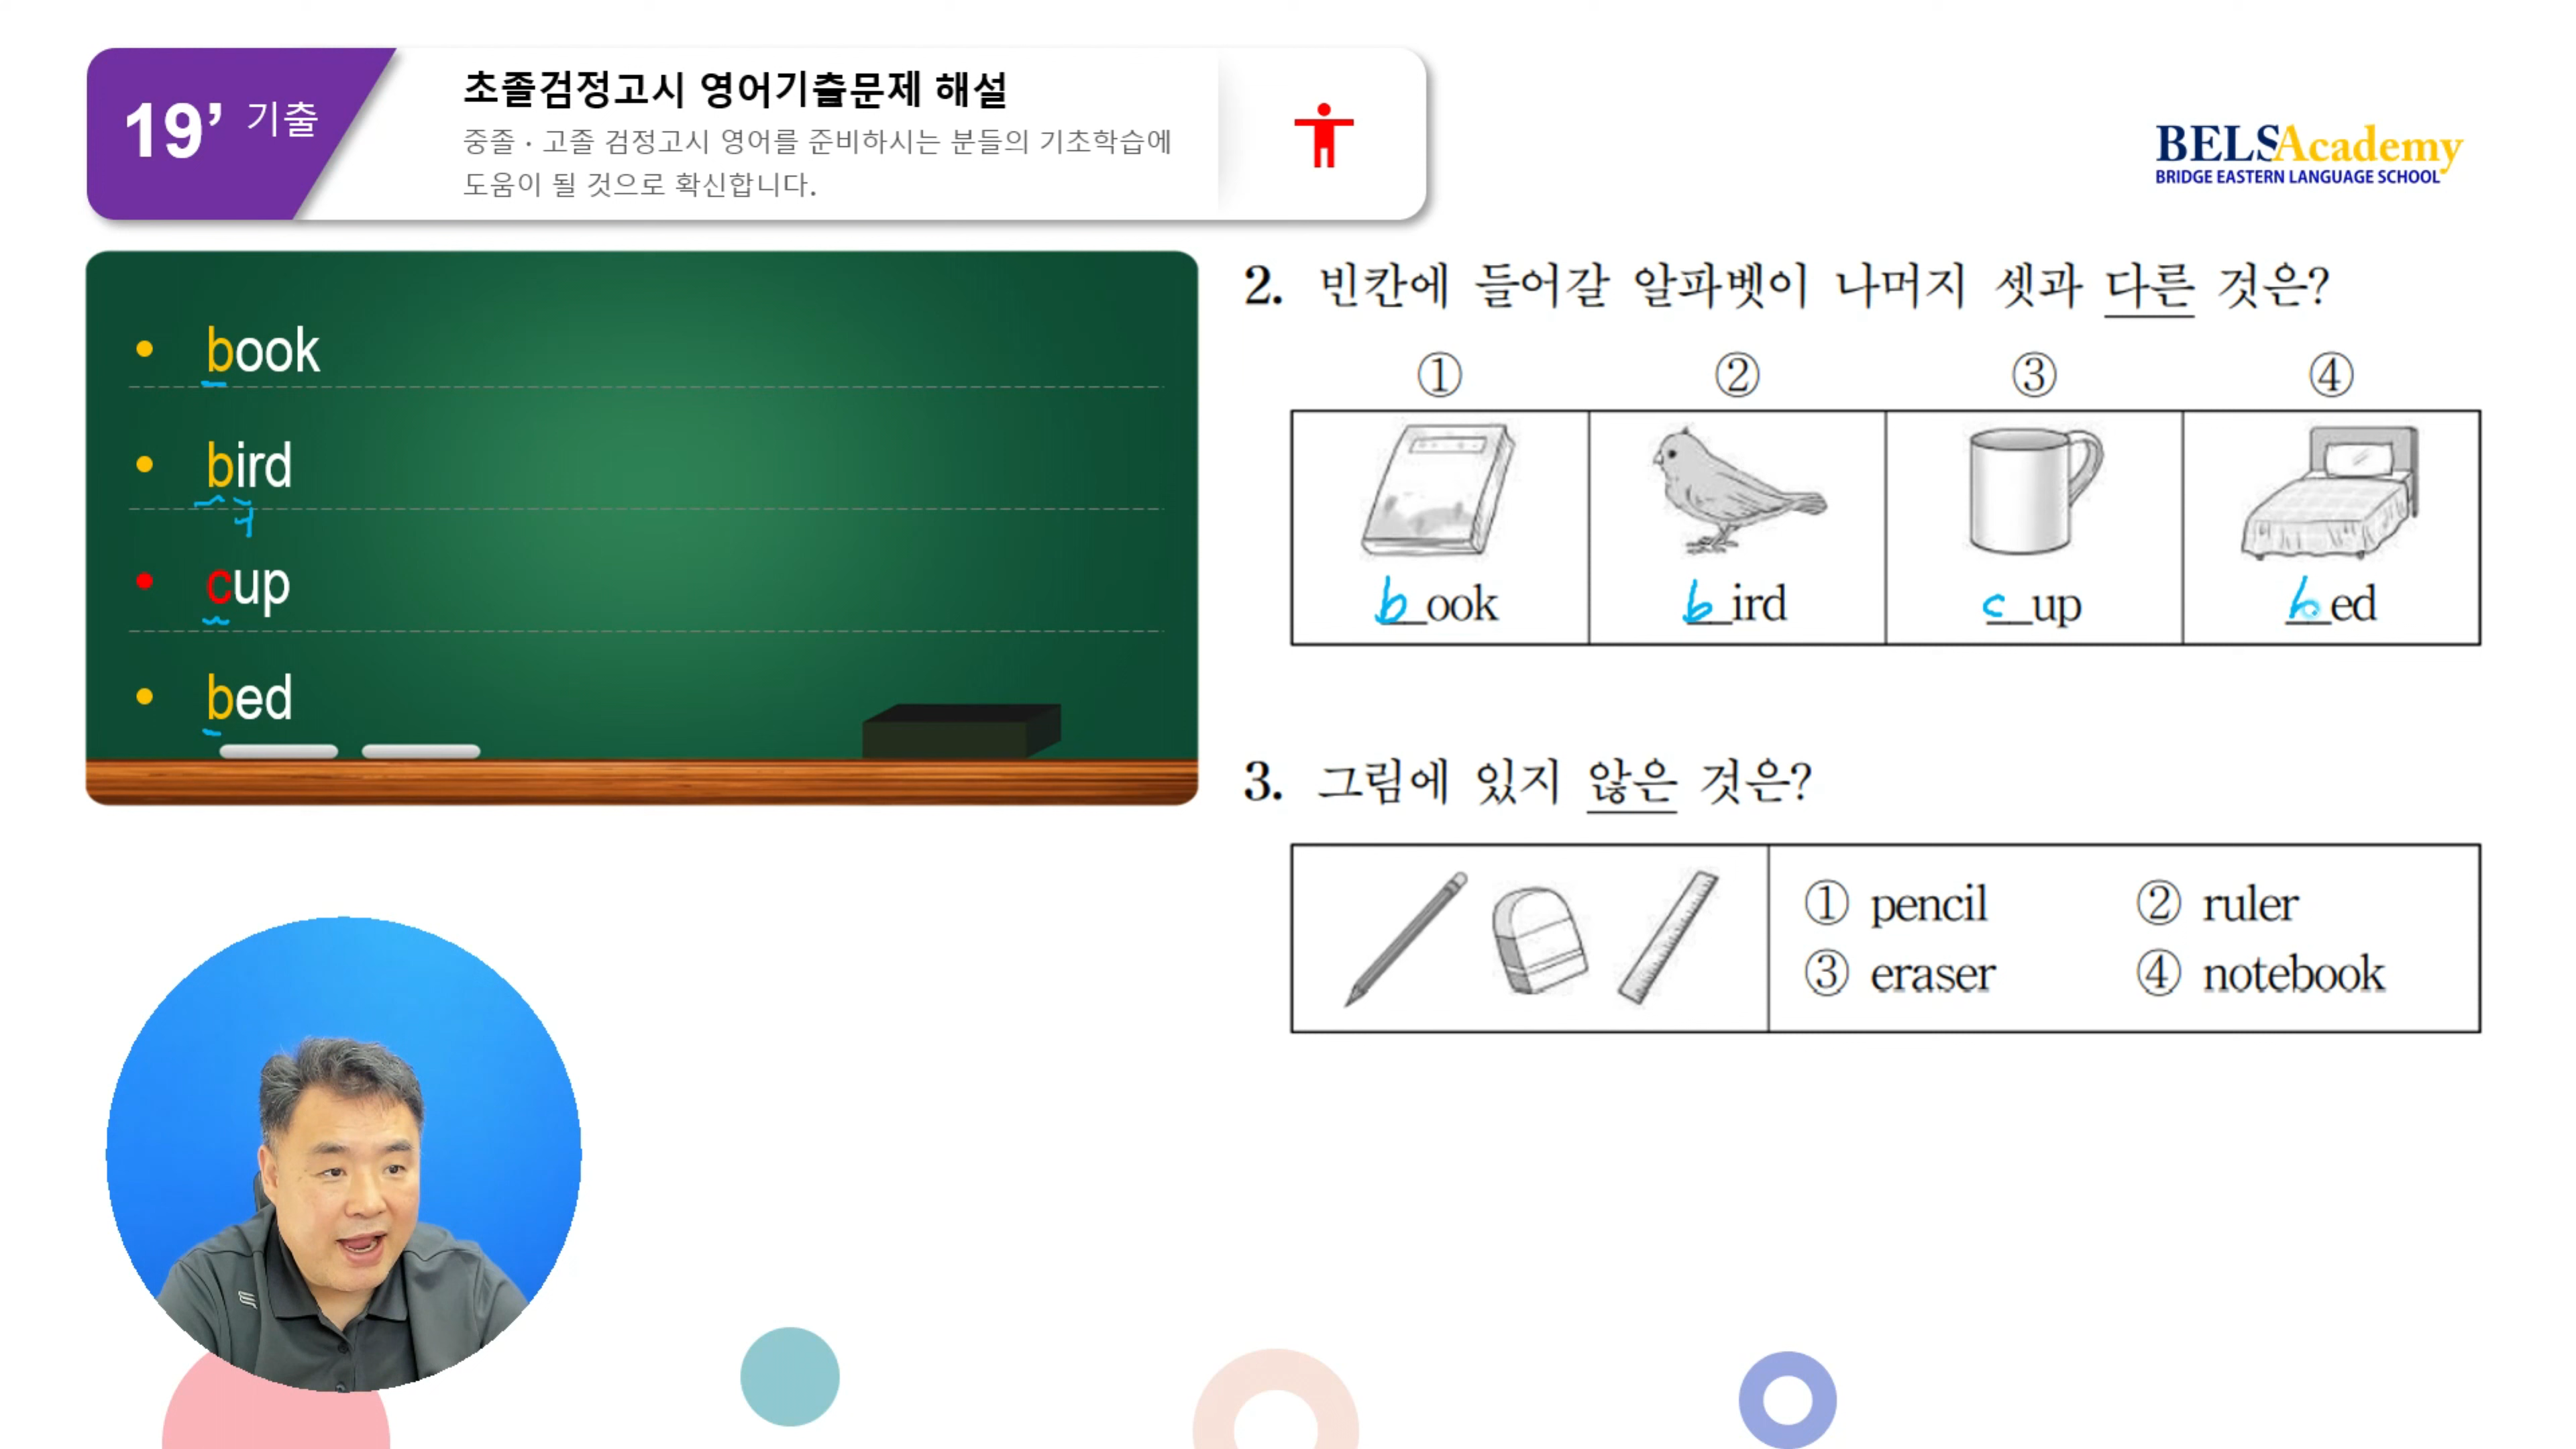 19’ 기출
초졸검정고시 영어기출문제 해설
중졸 · 고졸 검정고시 영어를 준비하시는 분들의 기초학습에
도움이 될 것으로 확신합니다.
BELSAcademy
BRIDGE EASTERN LANGUAGE SCHOOL
• book
• bird
ㅓ
• cup
• bed
2. 빈칸에 들어갈 알파벳이 나머지 셋과 다른 것은?
① ② ③ ④
book bird cup bed
3. 그림에 있지 않은 것은?
① pencil ② ruler
③ eraser ④ notebook